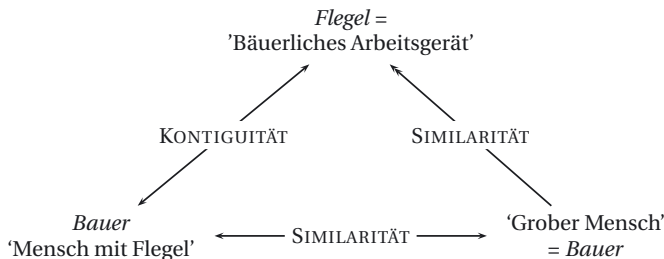 Flegel =
'Bäuerliches Arbeitsgerät'
KONTIGUITÄT
SIMILARITÄT
Bauer
'Mensch mit Flegel'
SIMILARITÄT
'Grober Mensch'
= Bauer